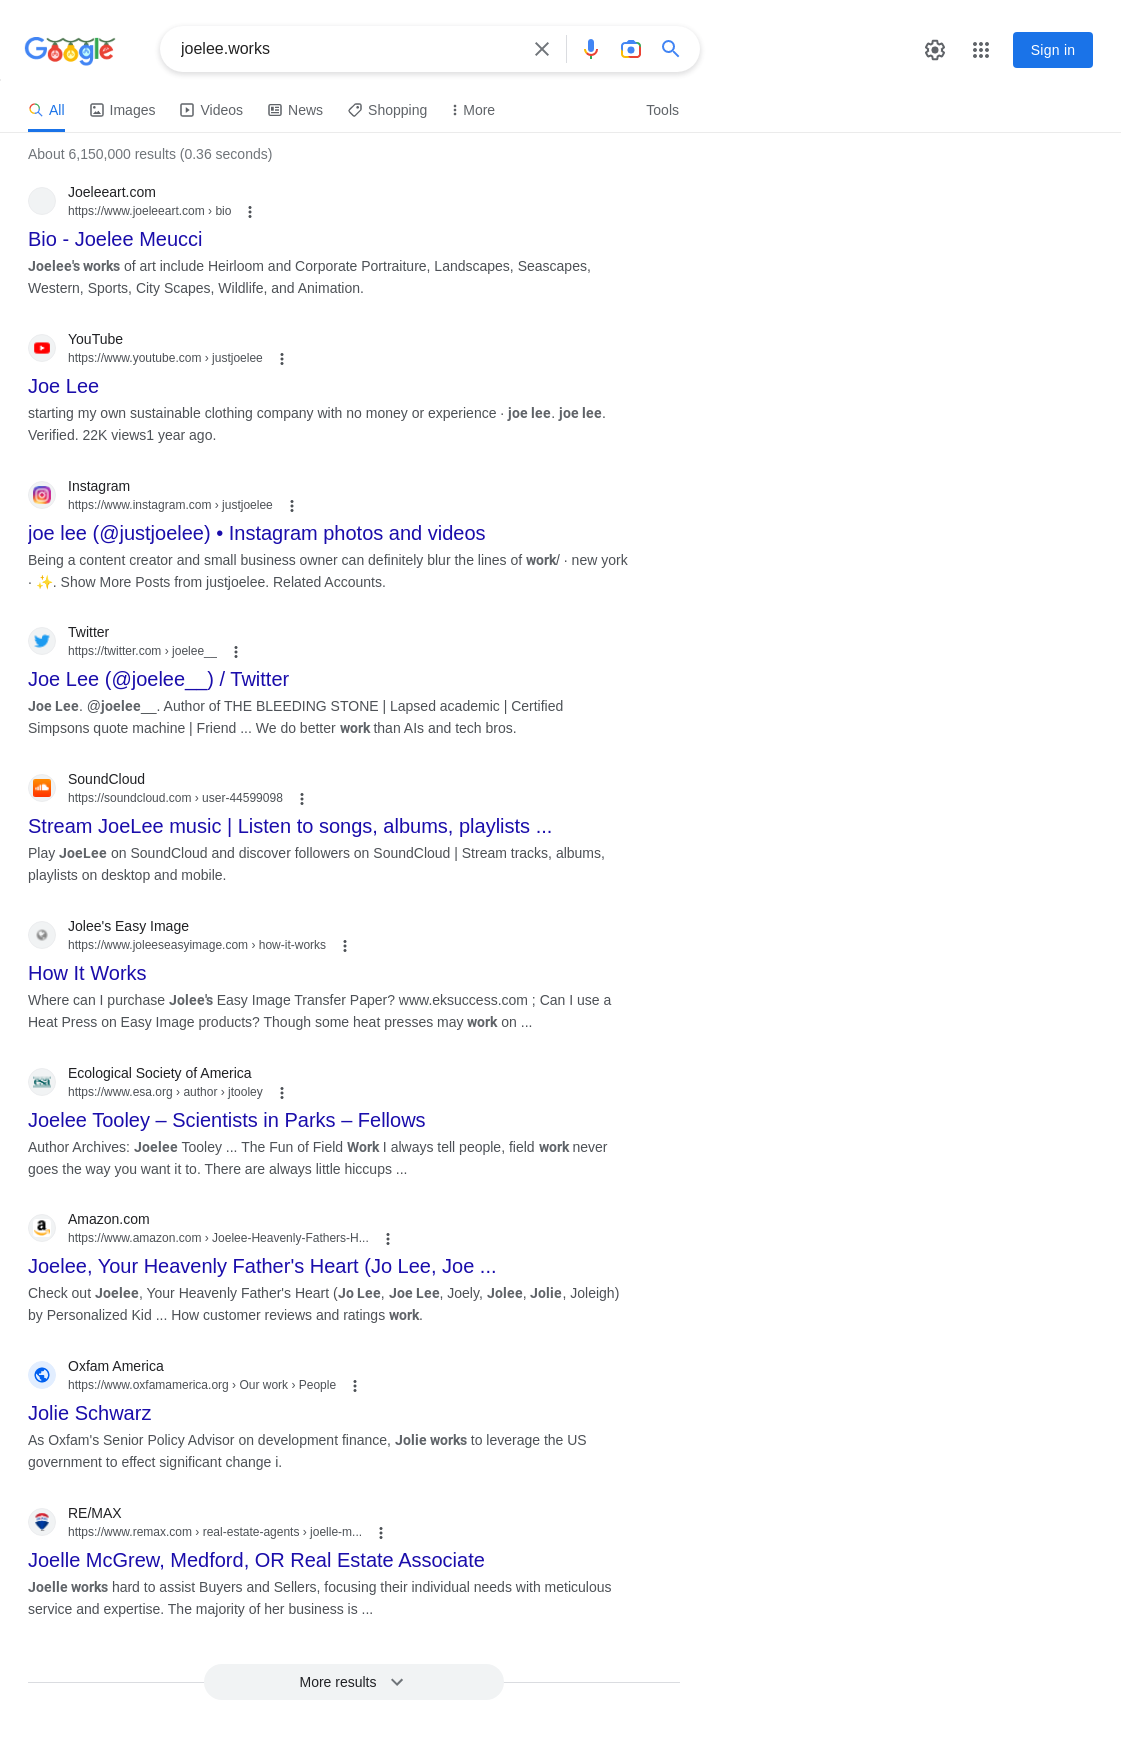 Google
joelee.works
Sign in
All Images Videos News Shopping More Tools
About 6,150,000 results (0.36 seconds)
Joeleeart.com
https://www.joeleeart.com › bio
Bio - Joelee Meucci
Joelee's works of art include Heirloom and Corporate Portraiture, Landscapes, Seascapes,
Western, Sports, City Scapes, Wildlife, and Animation.
YouTube
https://www.youtube.com › justjoelee
Joe Lee
starting my own sustainable clothing company with no money or experience · joe lee. joe lee.
Verified. 22K views1 year ago.
Instagram
https://www.instagram.com › justjoelee
joe lee (@justjoelee) • Instagram photos and videos
Being a content creator and small business owner can definitely blur the lines of work/ · new york
· ✨. Show More Posts from justjoelee. Related Accounts.
Twitter
https://twitter.com › joelee__
Joe Lee (@joelee__) / Twitter
Joe Lee. @joelee__. Author of THE BLEEDING STONE | Lapsed academic | Certified
Simpsons quote machine | Friend ... We do better work than AIs and tech bros.
SoundCloud
https://soundcloud.com › user-44599098
Stream JoeLee music | Listen to songs, albums, playlists ...
Play JoeLee on SoundCloud and discover followers on SoundCloud | Stream tracks, albums,
playlists on desktop and mobile.
Jolee's Easy Image
https://www.joleeseasyimage.com › how-it-works
How It Works
Where can I purchase Jolee's Easy Image Transfer Paper? www.eksuccess.com ; Can I use a
Heat Press on Easy Image products? Though some heat presses may work on ...
esa
Ecological Society of America
https://www.esa.org › author › jtooley
Joelee Tooley – Scientists in Parks – Fellows
Author Archives: Joelee Tooley ... The Fun of Field Work I always tell people, field work never
goes the way you want it to. There are always little hiccups ...
a
Amazon.com
https://www.amazon.com › Joelee-Heavenly-Fathers-H...
Joelee, Your Heavenly Father's Heart (Jo Lee, Joe ...
Check out Joelee, Your Heavenly Father's Heart (Jo Lee, Joe Lee, Joely, Jolee, Jolie, Joleigh)
by Personalized Kid ... How customer reviews and ratings work.
Oxfam America
https://www.oxfamamerica.org › Our work › People
Jolie Schwarz
As Oxfam's Senior Policy Advisor on development finance, Jolie works to leverage the US
government to effect significant change i.
RE/MAX
https://www.remax.com › real-estate-agents › joelle-m...
Joelle McGrew, Medford, OR Real Estate Associate
Joelle works hard to assist Buyers and Sellers, focusing their individual needs with meticulous
service and expertise. The majority of her business is ...
More results